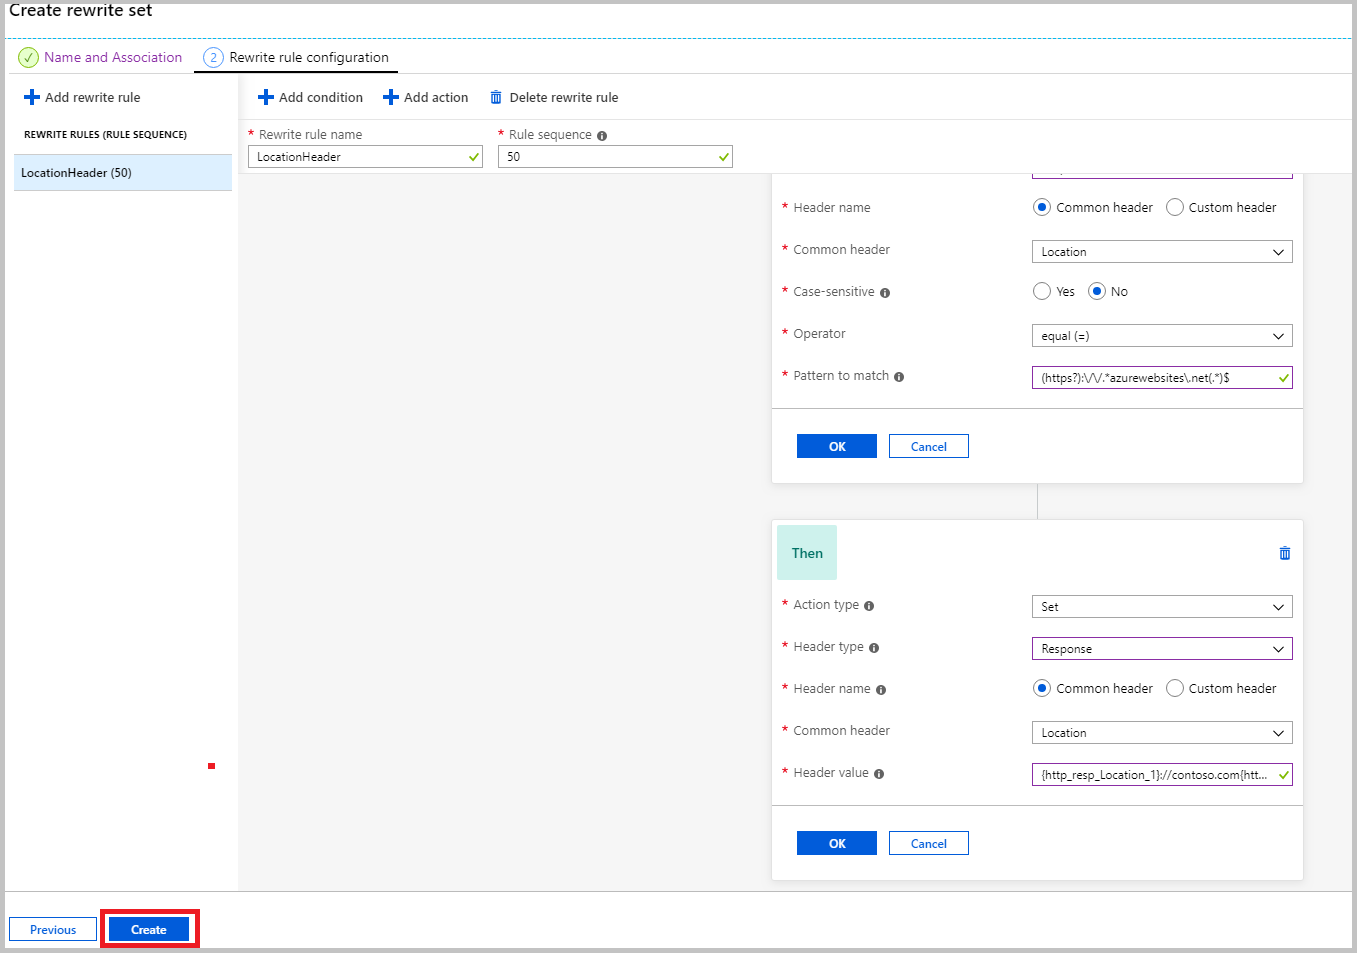 Create rewrite set
Name and Association
2 Rewrite rule configuration
Add rewrite rule
Add condition Add action Delete rewrite rule
REWRITE RULES (RULE SEQUENCE)
* Rewrite rule name * Rule sequence
LocationHeader 50
LocationHeader (50)
* Header name Common header Custom header
* Common header Location
* Case-sensitive Yes No
* Operator equal (=)
* Pattern to match (https?):\/\/.*azurewebsites\.net(.*)$
OK Cancel
Then
* Action type Set
* Header type Response
* Header name Common header Custom header
* Common header Location
* Header value {http_resp_Location_1}://contoso.com{htt...
OK Cancel
Previous Create